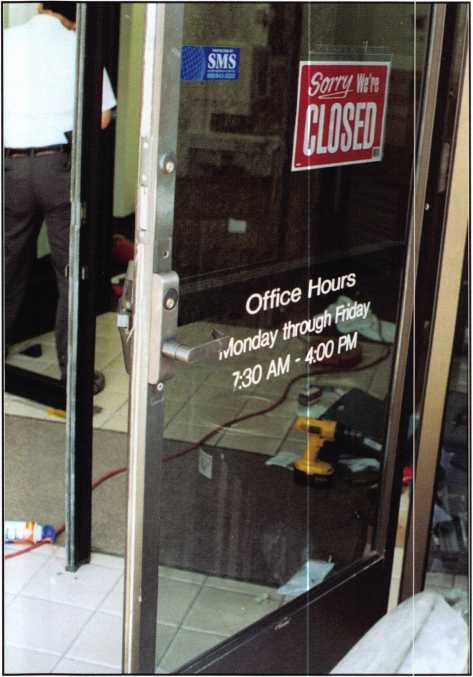 SMS
Sorry We're
CLOSED
Office Hours
Monday through Friday
7:30 AM - 4:00 PM